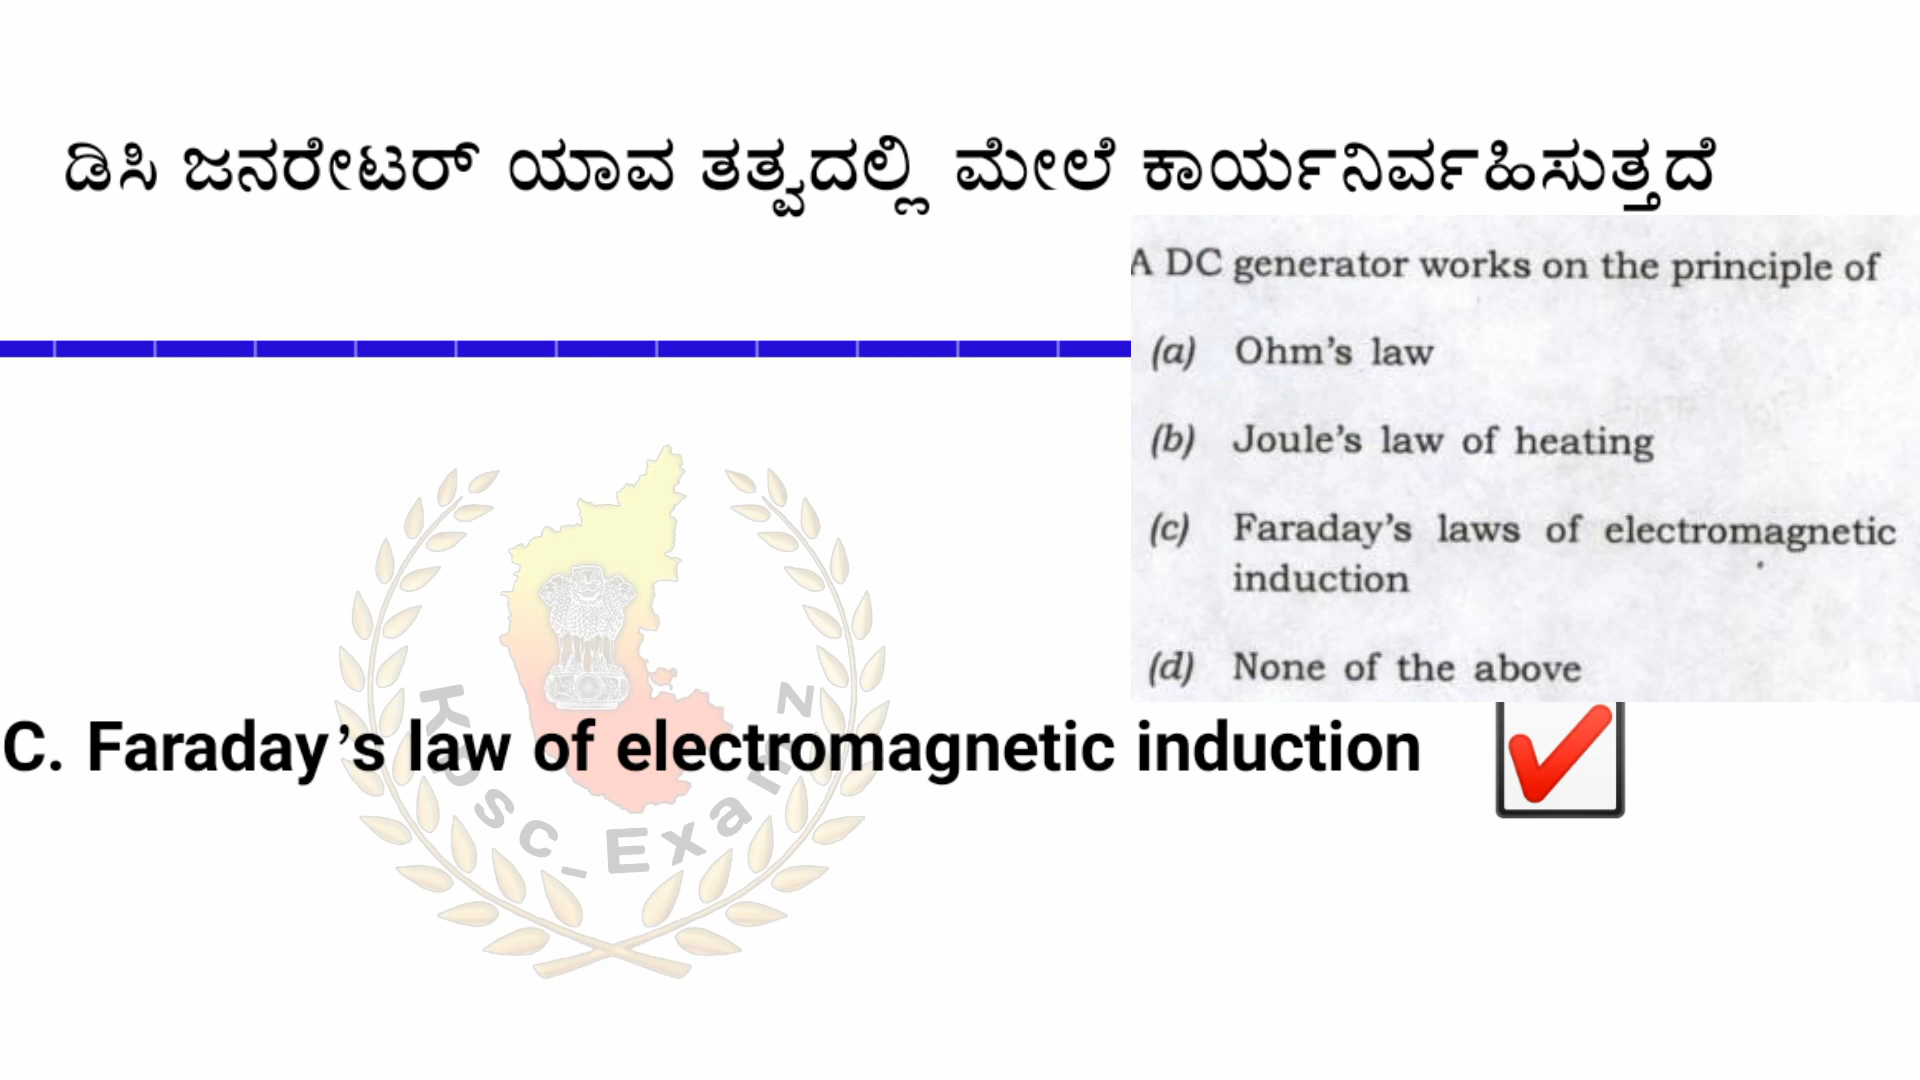 ಡಿಸಿ ಜನರೇಟರ್ ಯಾವ ತತ್ವದಲ್ಲಿ ಮೇಲೆ ಕಾರ್ಯನಿರ್ವಹಿಸುತ್ತದೆ
A DC generator works on the principle of
(a) Ohm's law
(b) Joule's law of heating
(c) Faraday's laws of electromagnetic
induction
(d) None of the above
C. Faraday's law of electromagnetic induction
Kpsc_Examz